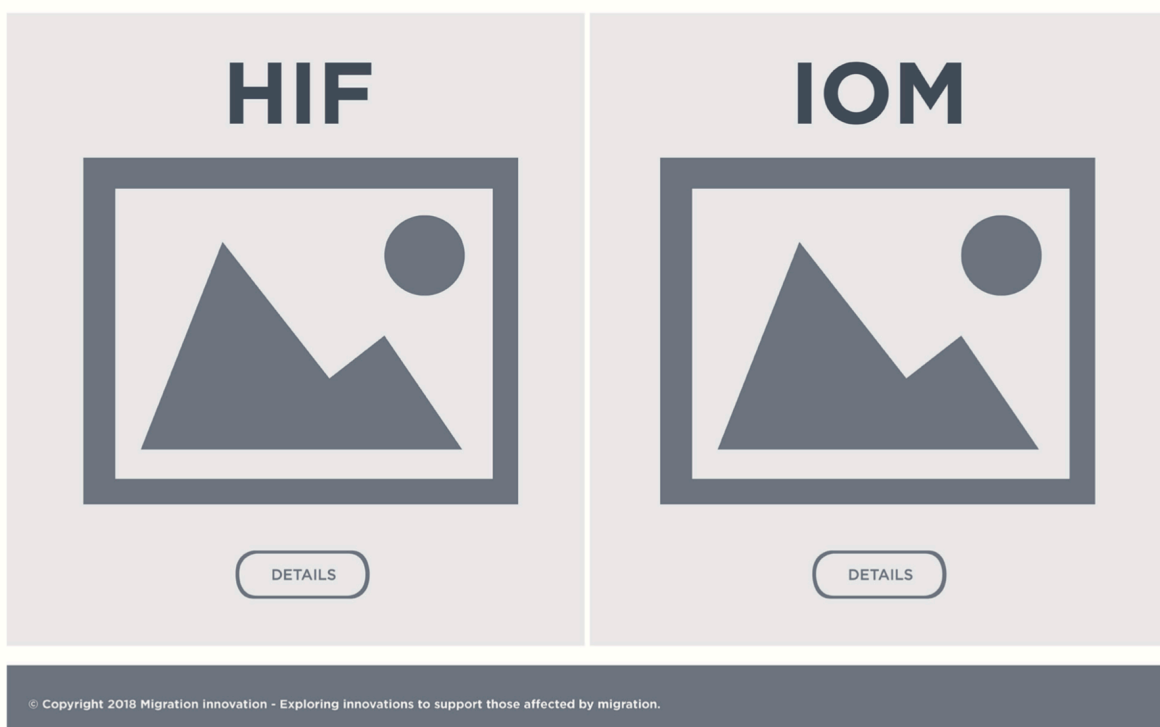 HIF
IOM
DETAILS
DETAILS
© Copyright 2018 Migration innovation - Exploring innovations to support those affected by migration.